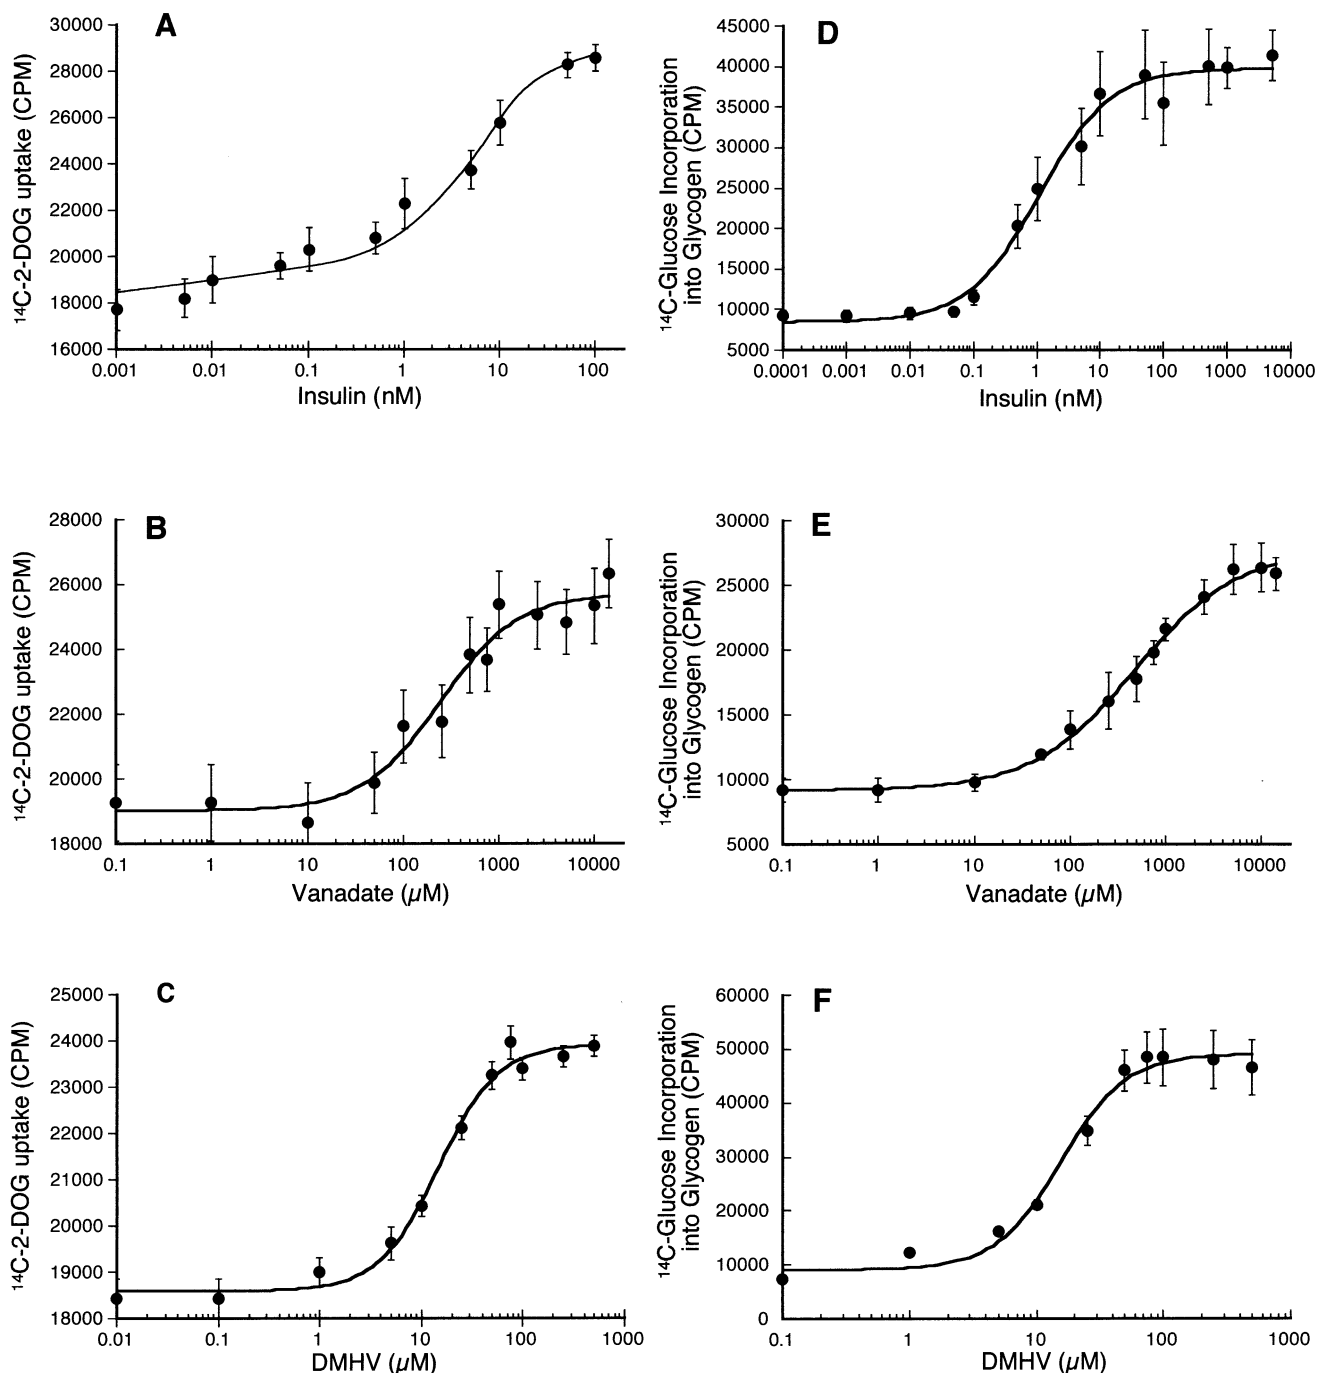 A
30000
28000
26000
24000
22000
20000
18000
16000
14C-2-DOG uptake (CPM)
0.001 0.01 0.1 1 10 100
Insulin (nM)
D
45000
40000
35000
30000
25000
20000
15000
10000
5000
14C-Glucose Incorporation
into Glycogen (CPM)
0.0001 0.001 0.01 0.1 1 10 100 1000 10000
Insulin (nM)
B
28000
26000
24000
22000
20000
18000
14C-2-DOG uptake (CPM)
0.1 1 10 100 1000 10000
Vanadate (µM)
E
30000
25000
20000
15000
10000
5000
14C-Glucose Incorporation
into Glycogen (CPM)
0.1 1 10 100 1000 10000
Vanadate (µM)
C
25000
24000
23000
22000
21000
20000
19000
18000
14C-2-DOG uptake (CPM)
0.01 0.1 1 10 100 1000
DMHV (µM)
F
60000
50000
40000
30000
20000
10000
0
14C-Glucose Incorporation
into Glycogen (CPM)
0.1 1 10 100 1000
DMHV (µM)